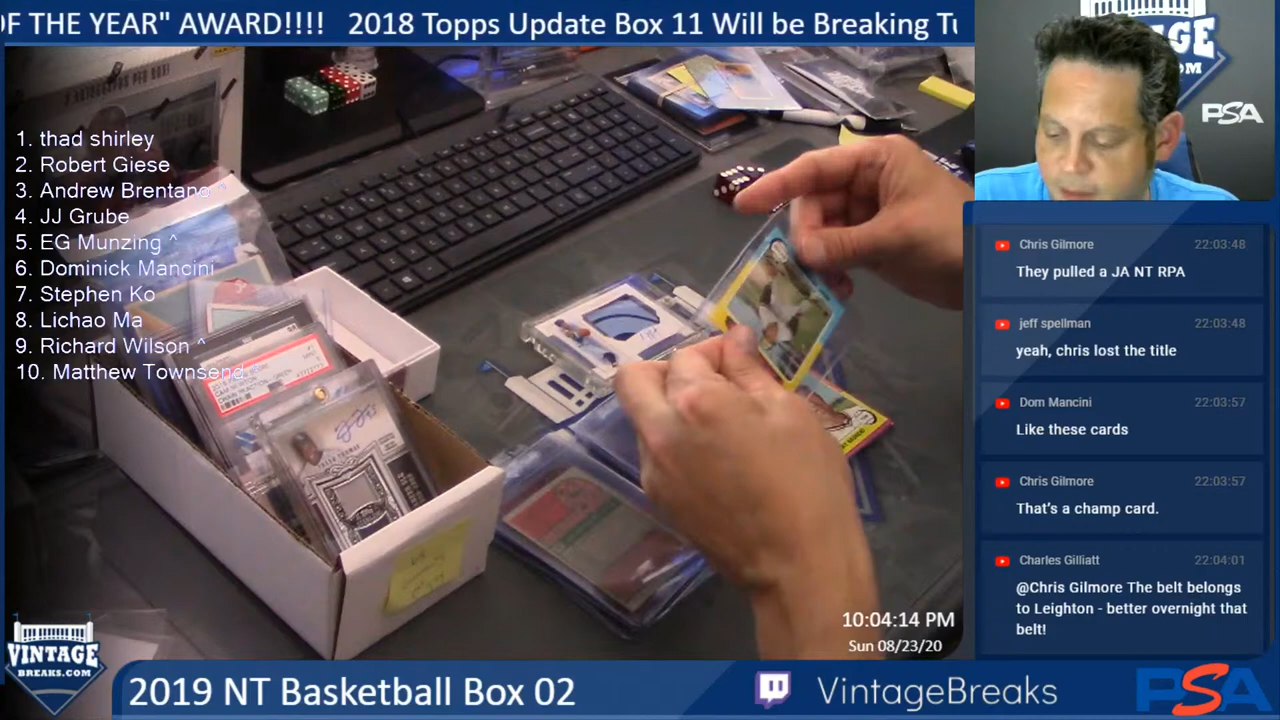 OF THE YEAR" AWARD!!!! 2018 Topps Update Box 11 Will be Breaking Tu
1. thad shirley
2. Robert Giese
3. Andrew Brentano ^
4. JJ Grube
5. EG Munzing ^
6. Dominick Mancini
7. Stephen Ko
8. Lichao Ma
9. Richard Wilson ^
10. Matthew Townsend
PSA
Chris Gilmore 22:03:48
They pulled a JA NT RPA
jeff spellman 22:03:48
yeah, chris lost the title
Dom Mancini 22:03:57
Like these cards
Chris Gilmore 22:03:57
That's a champ card.
Charles Gilliatt 22:04:01
@Chris Gilmore The belt belongs
to Leighton - better overnight that
belt!
10:04:14 PM
Sun 08/23/20
VINTAGE
BREAKS.COM
2019 NT Basketball Box 02
VintageBreaks
PSA